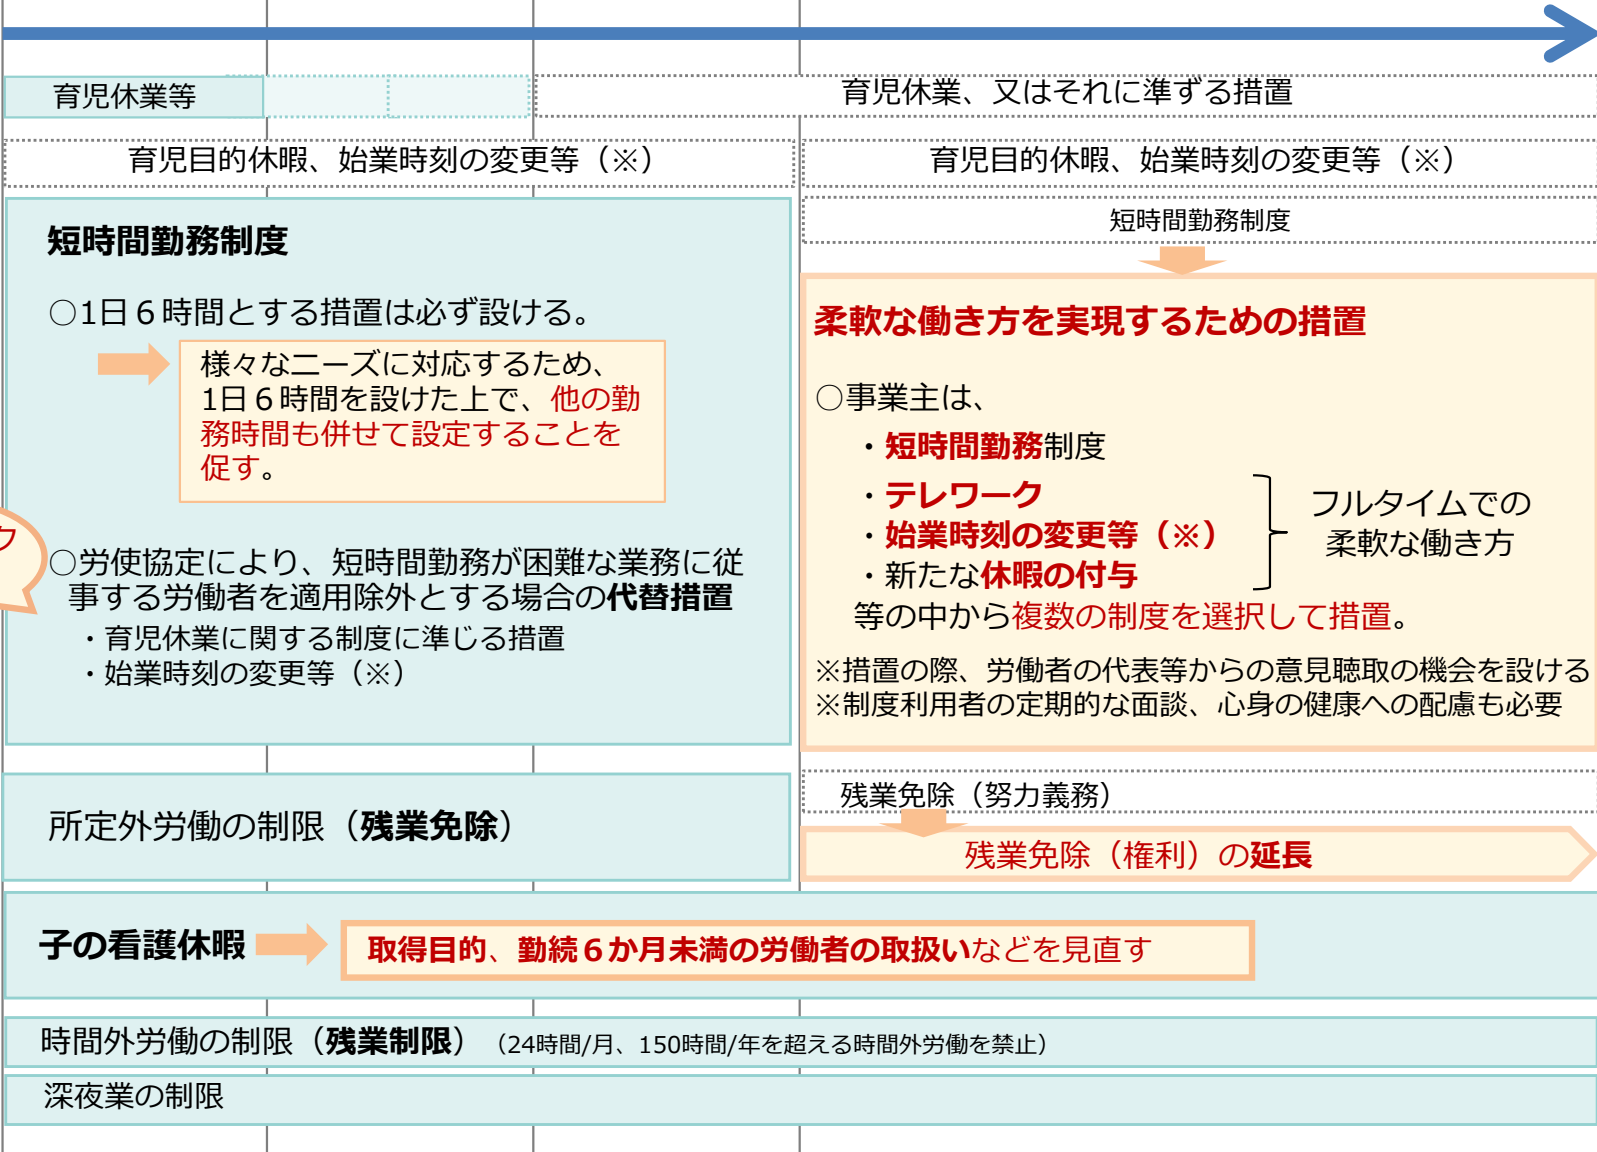 育児休業等
育児休業、又はそれに準ずる措置
育児目的休暇、始業時刻の変更等（※）
育児目的休暇、始業時刻の変更等（※）
短時間勤務制度
短時間勤務制度
○1日６時間とする措置は必ず設ける。
様々なニーズに対応するため、
1日６時間を設けた上で、他の勤
務時間も併せて設定することを
促す。
ク
○労使協定により、短時間勤務が困難な業務に従
事する労働者を適用除外とする場合の代替措置
・育児休業に関する制度に準じる措置
・始業時刻の変更等（※）
柔軟な働き方を実現するための措置
○事業主は、
・短時間勤務制度
・テレワーク
・始業時刻の変更等（※）
・新たな休暇の付与
フルタイムでの
柔軟な働き方
等の中から複数の制度を選択して措置。
※措置の際、労働者の代表等からの意見聴取の機会を設ける
※制度利用者の定期的な面談、心身の健康への配慮も必要
所定外労働の制限（残業免除）
残業免除（努力義務）
残業免除（権利）の延長
子の看護休暇
取得目的、勤続６か月未満の労働者の取扱いなどを見直す
時間外労働の制限（残業制限）（24時間/月、150時間/年を超える時間外労働を禁止）
深夜業の制限